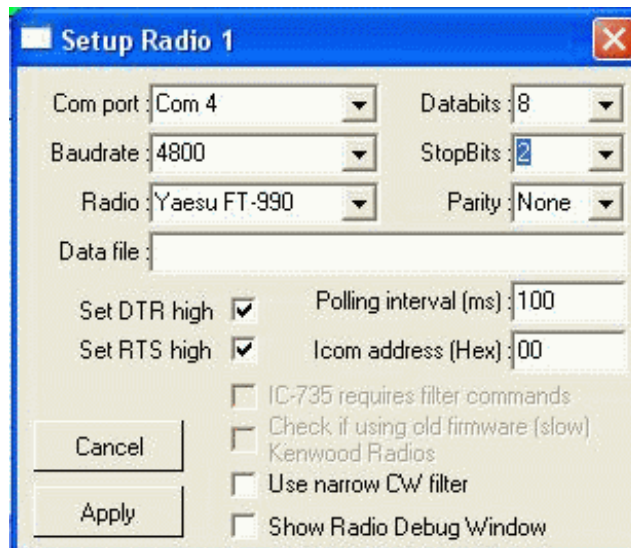 Setup Radio 1
Com port : Com 4 Databits : 8
Baudrate : 4800 StopBits : 2
Radio : Yaesu FT-990 Parity : None
Data file :
Set DTR high Polling interval (ms) : 100
Set RTS high Icom address (Hex) : 00
IC-735 requires filter commands
Check if using old firmware (slow)
Kenwood Radios
Cancel
Use narrow CW filter
Apply
Show Radio Debug Window